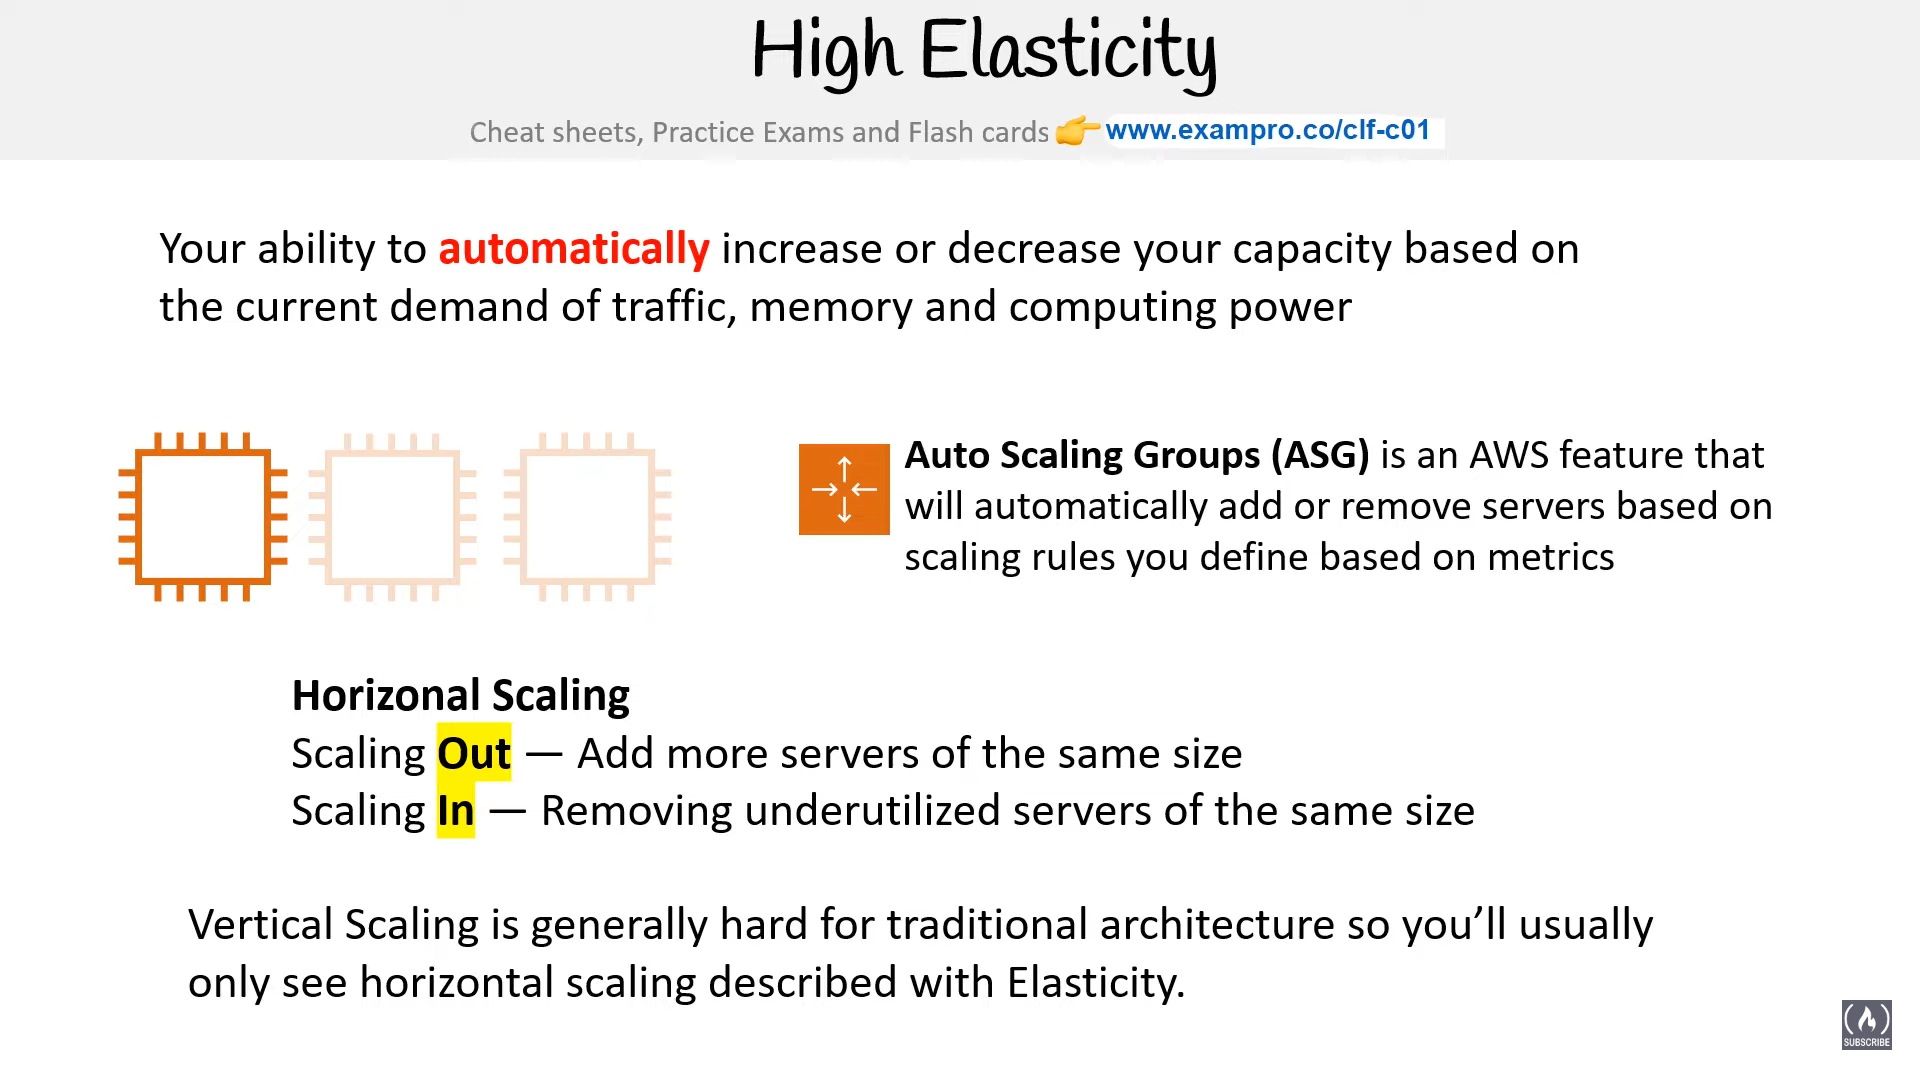 High Elasticity
Cheat sheets, Practice Exams and Flash cards 👉 www.exampro.co/clf-c01
Your ability to automatically increase or decrease your capacity based on
the current demand of traffic, memory and computing power
Auto Scaling Groups (ASG) is an AWS feature that
will automatically add or remove servers based on
scaling rules you define based on metrics
Horizonal Scaling
Scaling Out — Add more servers of the same size
Scaling In — Removing underutilized servers of the same size
Vertical Scaling is generally hard for traditional architecture so you’ll usually
only see horizontal scaling described with Elasticity.
SUBSCRIBE